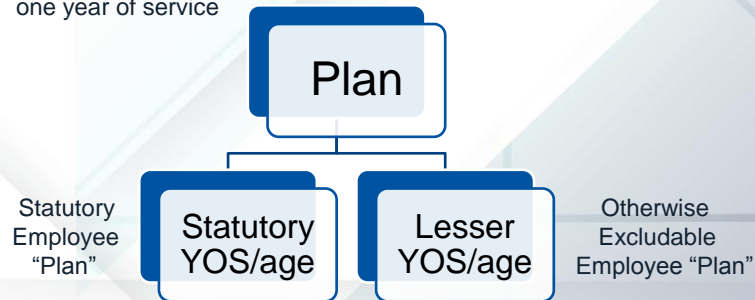 one year of service
Plan
Statutory
Employee
“Plan”
Statutory
YOS/age
Lesser
YOS/age
Otherwise
Excludable
Employee “Plan”